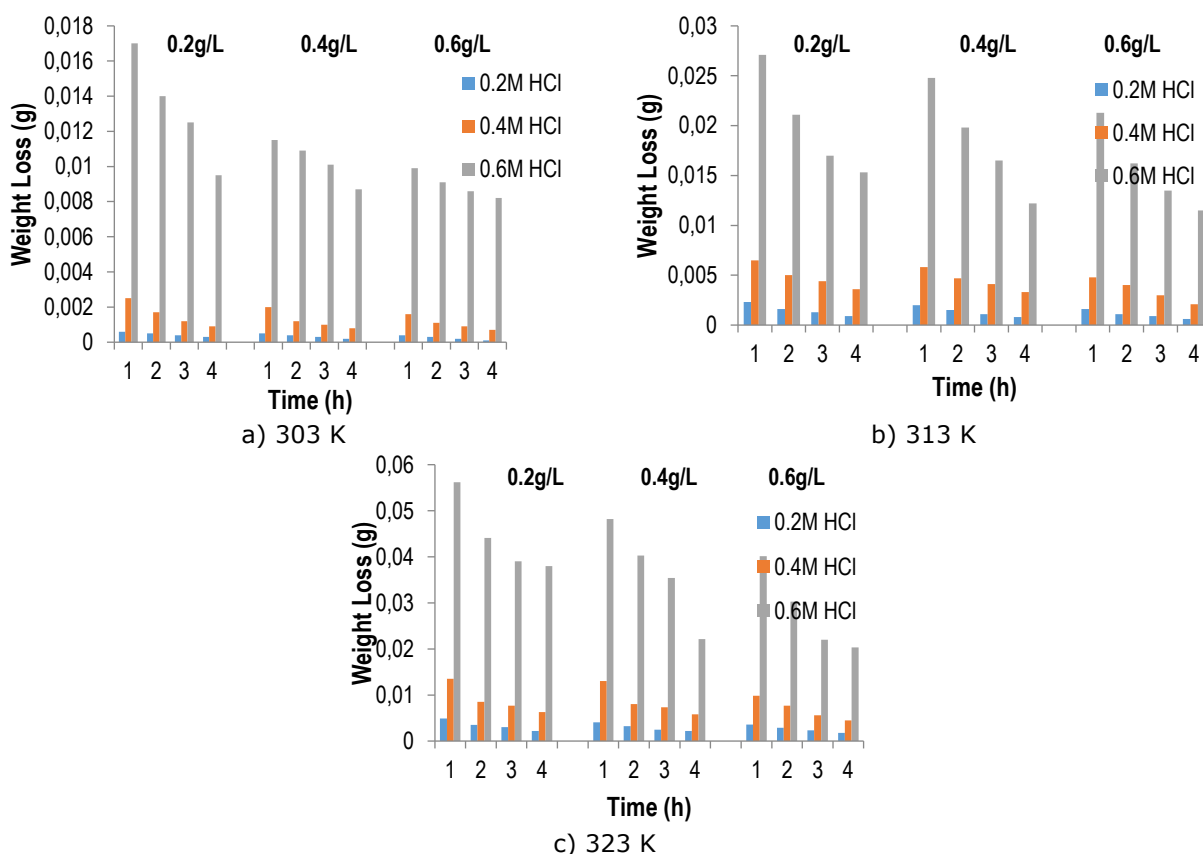 0,018
0,016
0,014
0,012
0,01
0,008
0,006
0,004
0,002
0
Weight Loss (g)
0.2g/L 0.4g/L 0.6g/L
0.2M HCl
0.4M HCl
0.6M HCl
1 2 3 4 1 2 3 4 1 2 3 4
Time (h)
a) 303 K
0,03
0,025
0,02
0,015
0,01
0,005
0
Weight Loss (g)
0.2g/L 0.4g/L 0.6g/L
0.2M HCl
0.4M HCl
0.6M HCl
1 2 3 4 1 2 3 4 1 2 3 4
Time (h)
b) 313 K
0,06
0,05
0,04
0,03
0,02
0,01
0
Weight Loss (g)
0.2g/L 0.4g/L 0.6g/L
0.2M HCl
0.4M HCl
0.6M HCl
1 2 3 4 1 2 3 4 1 2 3 4
Time (h)
c) 323 K